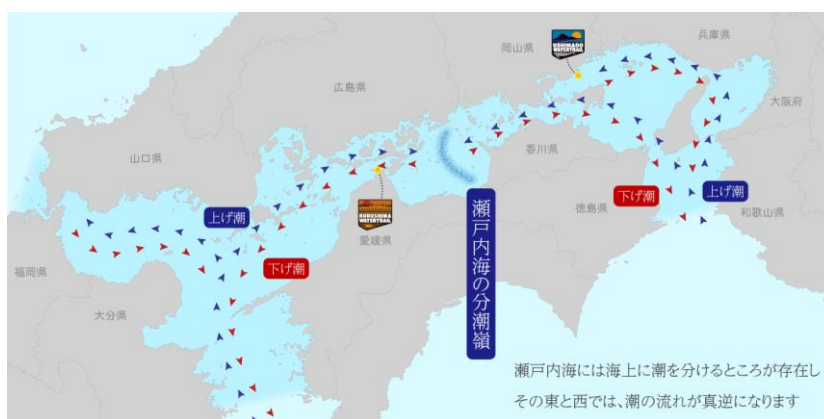 兵庫県
岡山県
USHIMADO
WATERTRAIL
広島県
大阪府
山口県
香川県
上げ潮
下げ潮
上げ潮
徳島県
和歌山県
KURUSHIMA
WATERTRAIL
愛媛県
瀬戸内海の分潮嶺
福岡県
下げ潮
大分県
瀬戸内海には海上に潮を分けるところが存在し
その東と西では、潮の流れが真逆になります